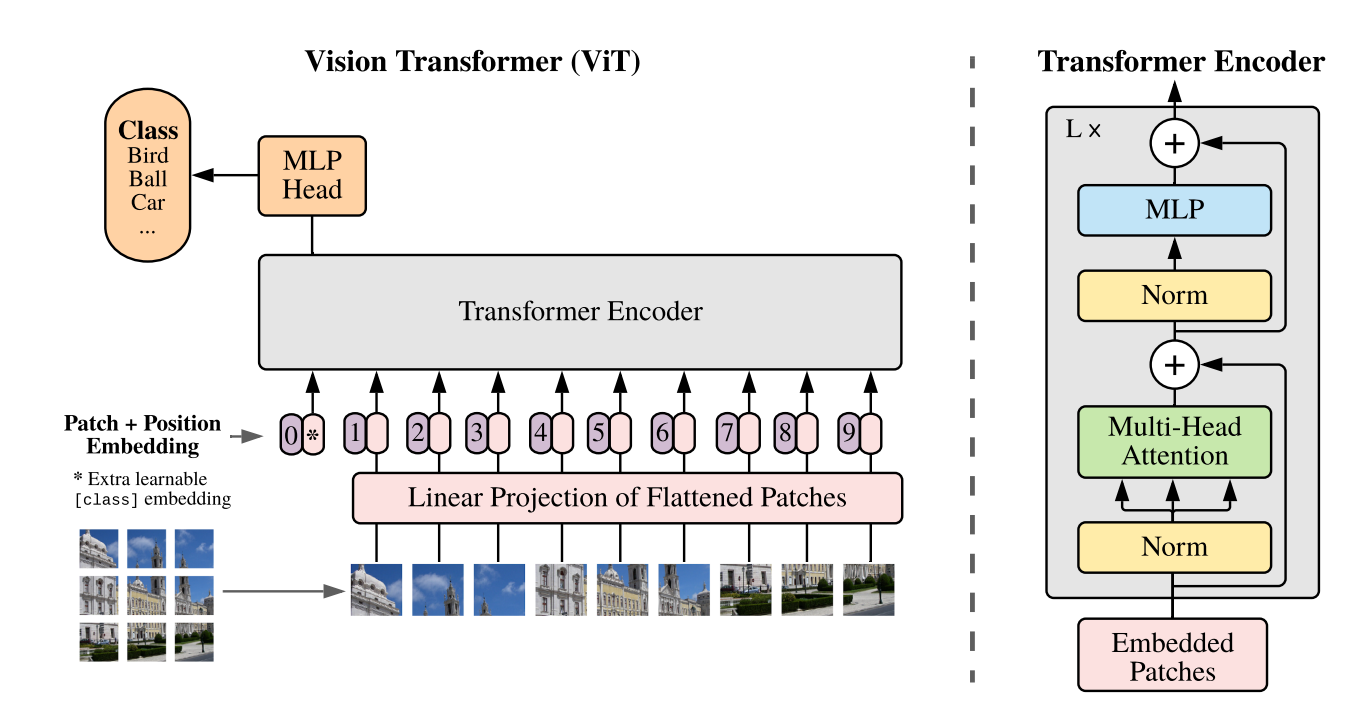 Vision Transformer (ViT)
Class
Bird
Ball
Car
...
MLP
Head
Transformer Encoder
Patch + Position
Embedding
0 * 1 2 3 4 5 6 7 8 9
* Extra learnable
[class] embedding
Linear Projection of Flattened Patches
Transformer Encoder
L x
+
MLP
Norm
+
Multi-Head
Attention
Norm
Embedded
Patches